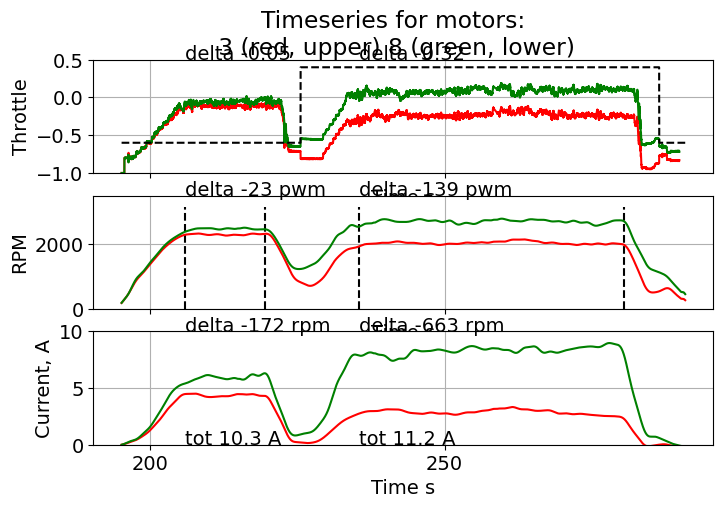 Timeseries for motors:
3 (red, upper) 8 (green, lower)
delta -0.05 delta -0.32
Throttle
0.5
0.0
−0.5
−1.0
delta -23 pwm delta -139 pwm
RPM
2000
0
delta -172 rpm delta -663 rpm
Current, A
10
5
0
tot 10.3 A tot 11.2 A
200 250
Time s